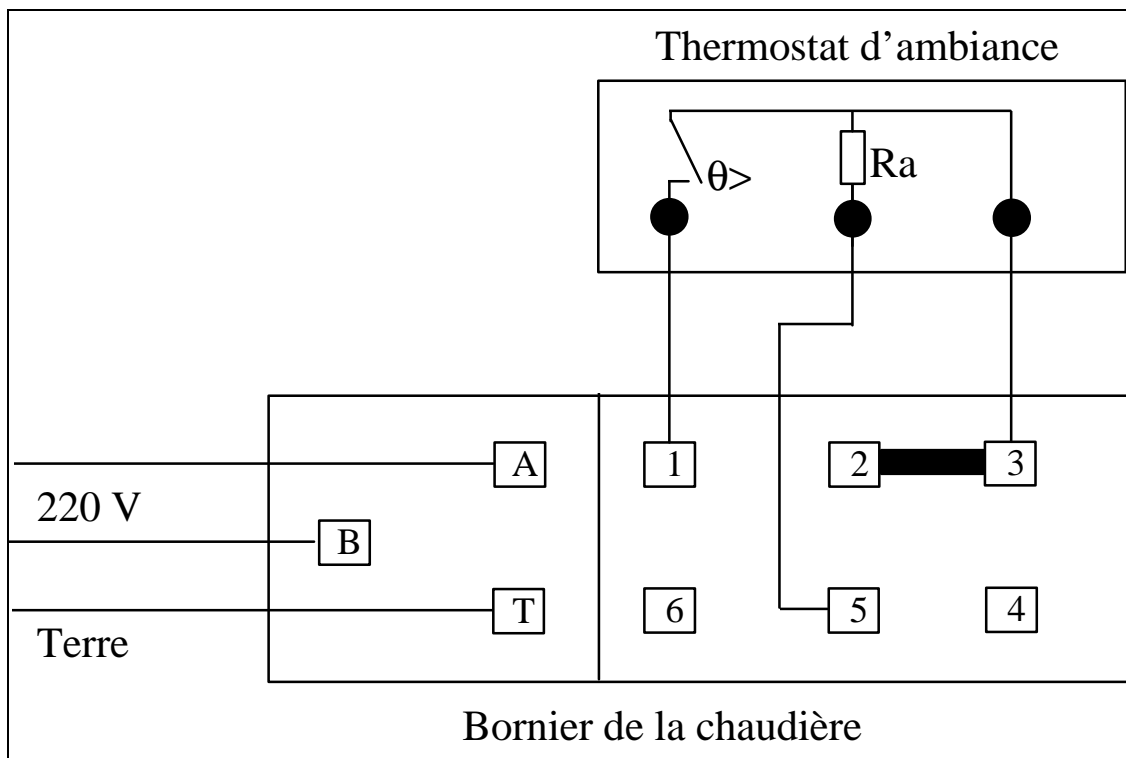 Thermostat d’ambiance
θ>
Ra
A
1
2
3
220 V
B
T
6
5
4
Terre
Bornier de la chaudière